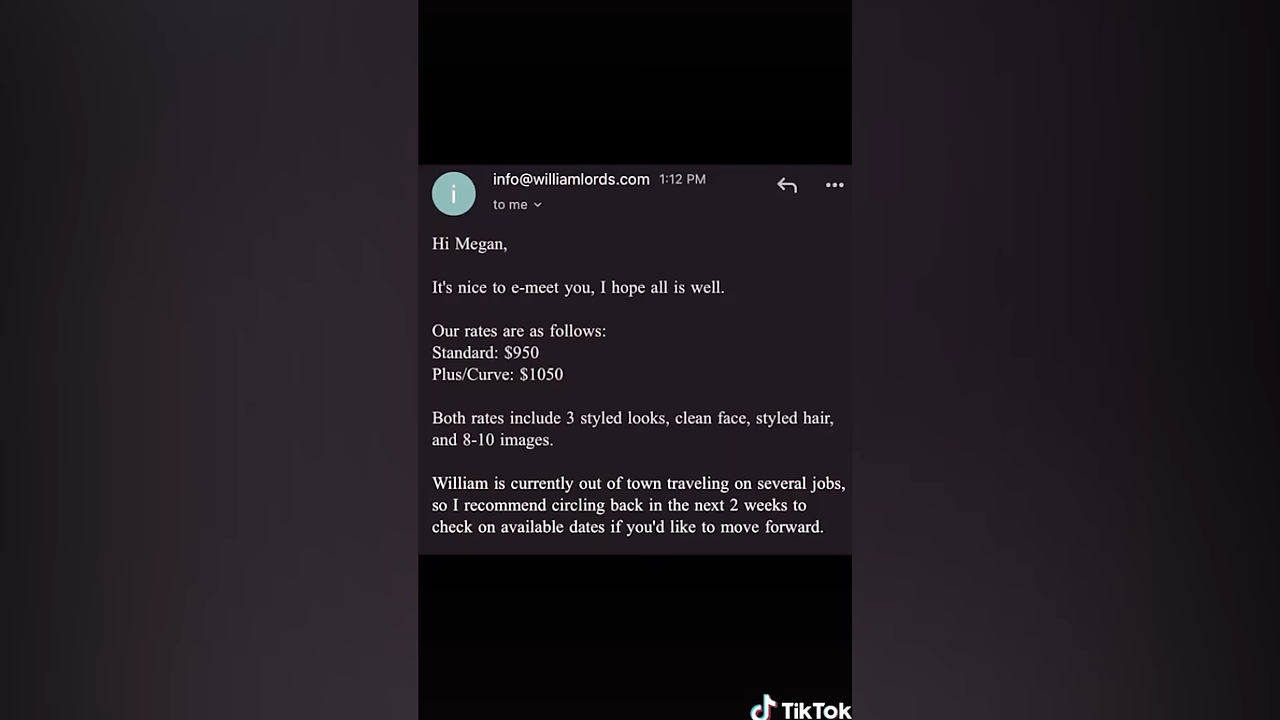 i
info@williamlords.com 1:12 PM
to me
Hi Megan,
It's nice to e-meet you, I hope all is well.
Our rates are as follows:
Standard: $950
Plus/Curve: $1050
Both rates include 3 styled looks, clean face, styled hair,
and 8-10 images.
William is currently out of town traveling on several jobs,
so I recommend circling back in the next 2 weeks to
check on available dates if you'd like to move forward.
TikTok